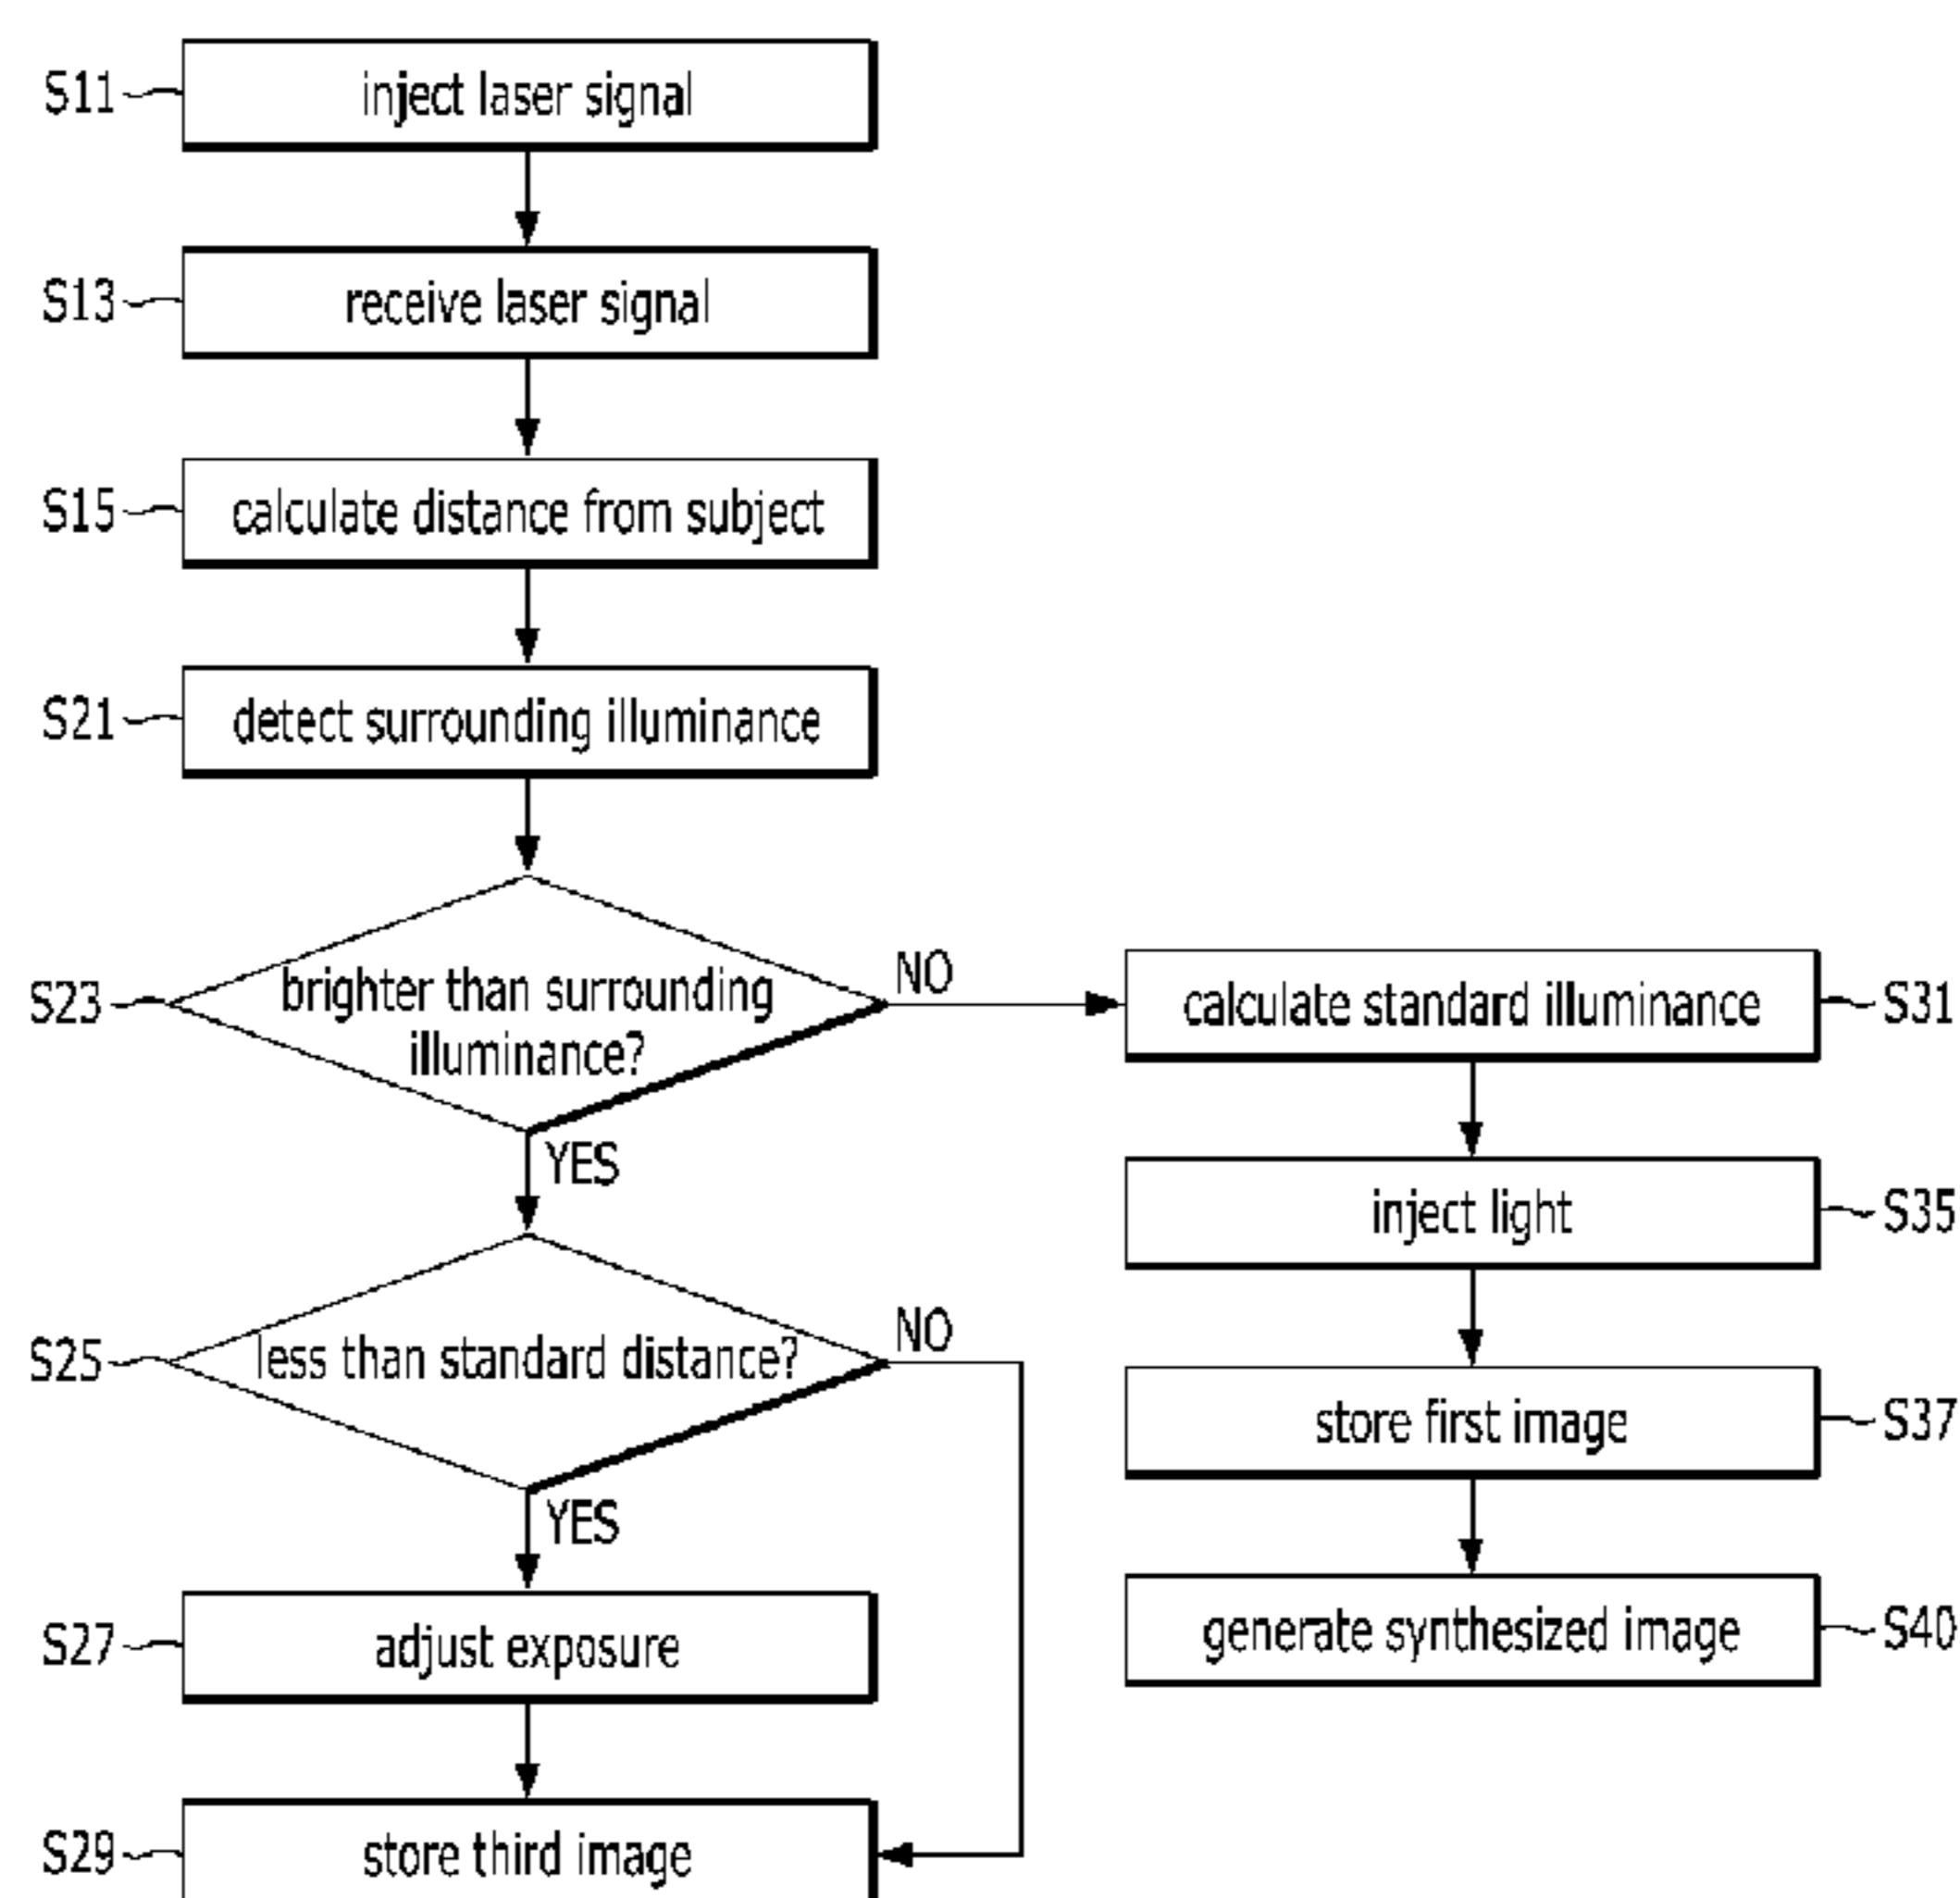 S11
inject laser signal
S13
receive laser signal
S15
calculate distance from subject
S21
detect surrounding illuminance
S23
brighter than surrounding
illuminance?
NO
YES
S25
less than standard distance?
NO
YES
S27
adjust exposure
S29
store third image
calculate standard illuminance
S31
inject light
S35
store first image
S37
generate synthesized image
S40